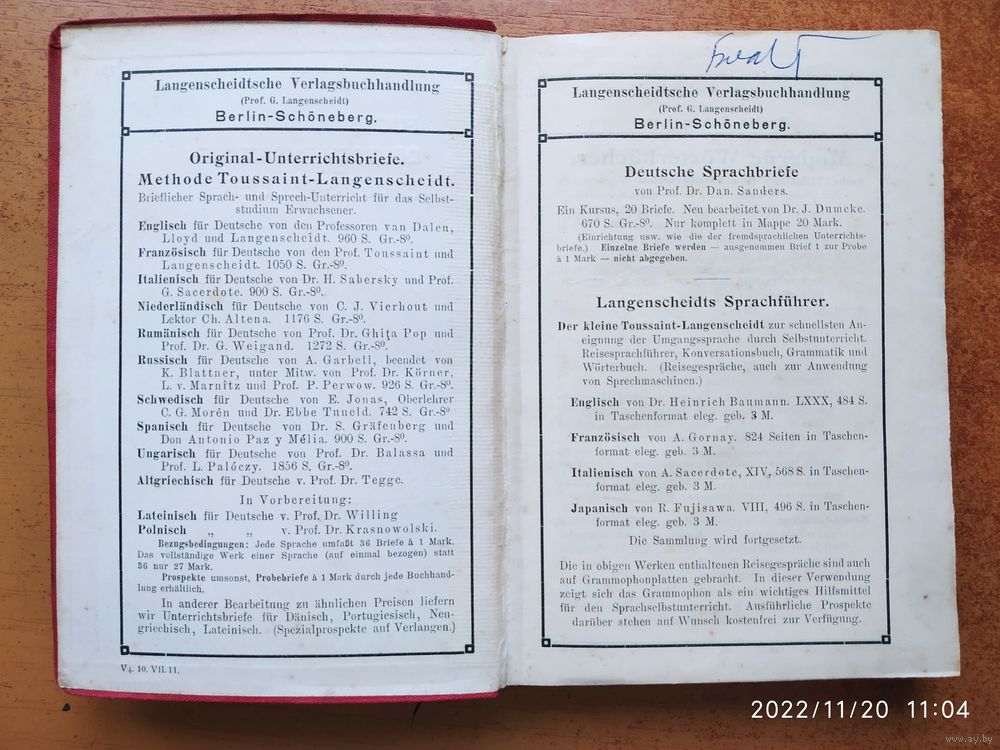 Langenscheidtsche Verlagsbuchhandlung
(Prof. G. Langenscheidt)
Berlin-Schöneberg.
Original-Unterrichtsbriefe.
Methode Toussaint-Langenscheidt.
Brieflicher Sprach- und Sprech-Unterricht für das Selbst-
studium Erwachsener.
Englisch für Deutsche von den Professoren van Dalen,
Lloyd und Langenscheidt. 960 S. Gr.-8⁰.
Französisch für Deutsche von den Prof. Toussaint und
Langenscheidt. 1050 S. Gr.-8⁰.
Italienisch für Deutsche von Dr. H. Sabersky und Prof.
G. Sacerdote. 900 S. Gr.-8⁰.
Niederländisch für Deutsche von C. J. Vierhout und
Lektor Ch. Altena. 1176 S. Gr.-8⁰.
Rumänisch für Deutsche von Prof. Dr. Ghiţa Pop und
Prof. Dr. G. Weigand. 1272 S. Gr.-8⁰.
Russisch für Deutsche von A. Garbell, beendet von
K. Blattner, unter Mitw. von Prof. Dr. Körner,
L. v. Marnitz und Prof. P. Perwow. 926 S. Gr.-8⁰.
Schwedisch für Deutsche von E. Jonas, Oberlehrer
C. G. Morén und Dr. Ebbe Tuneld. 742 S. Gr.-8⁰
Spanisch für Deutsche von Dr. S. Gräfenberg und
Don Antonio Paz y Mélia. 900 S. Gr.-8⁰.
Ungarisch für Deutsche von Prof. Dr. Balassa und
Prof. L. Palóczy. 1856 S. Gr.-8⁰.
Altgriechisch für Deutsche v. Prof. Dr. Tegge.
In Vorbereitung:
Lateinisch für Deutsche v. Prof. Dr. Willing
Polnisch „ „ v. Prof. Dr. Krasnowolski.
Bezugsbedingungen: Jede Sprache umfaßt 36 Briefe à 1 Mark.
Das vollständige Werk einer Sprache (auf einmal bezogen) statt
36 nur 27 Mark.
Prospekte umsonst, Probebriefe à 1 Mark durch jede Buchhand-
lung erhältlich.
In anderer Bearbeitung zu ähnlichen Preisen liefern
wir Unterrichtsbriefe für Dänisch, Portugiesisch, Neu-
griechisch, Lateinisch. (Spezialprospekte auf Verlangen.)
V4. 10. VII. 11.
Langenscheidtsche Verlagsbuchhandlung
(Prof. G. Langenscheidt)
Berlin-Schöneberg.
Deutsche Sprachbriefe
von Prof. Dr. Dan. Sanders.
Ein Kursus, 20 Briefe. Neu bearbeitet von Dr. J. Dumcke.
670 S. Gr.-8⁰. Nur komplett in Mappe 20 Mark.
(Einrichtung usw. wie die der fremdsprachlichen Unterrichts-
briefe.) Einzelne Briefe werden — ausgenommen Brief 1 zur Probe
à 1 Mark — nicht abgegeben.
Langenscheidts Sprachführer.
Der kleine Toussaint-Langenscheidt zur schnellsten An-
eignung der Umgangssprache durch Selbstunterricht.
Reisesprachführer, Konversationsbuch, Grammatik und
Wörterbuch. (Reisegespräche, auch zur Anwendung
von Sprechmaschinen.)
Englisch von Dr. Heinrich Baumann. LXXX, 484 S.
in Taschenformat eleg. geb. 3 M.
Französisch von A. Gornay. 824 Seiten in Taschen-
format eleg. geb. 3 M.
Italienisch von A. Sacerdote, XIV, 568 S. in Taschen-
format eleg. geb. 3 M.
Japanisch von R. Fujisawa. VIII, 496 S. in Taschen-
format eleg. geb. 3 M.
Die Sammlung wird fortgesetzt.
Die in obigen Werken enthaltenen Reisegespräche sind auch
auf Grammophonplatten gebracht. In dieser Verwendung
zeigt sich das Grammophon als ein wichtiges Hilfsmittel
für den Sprachselbstunterricht. Ausführliche Prospekte
darüber stehen auf Wunsch kostenfrei zur Verfügung.
2022/11/20 11:04
www.ay.by